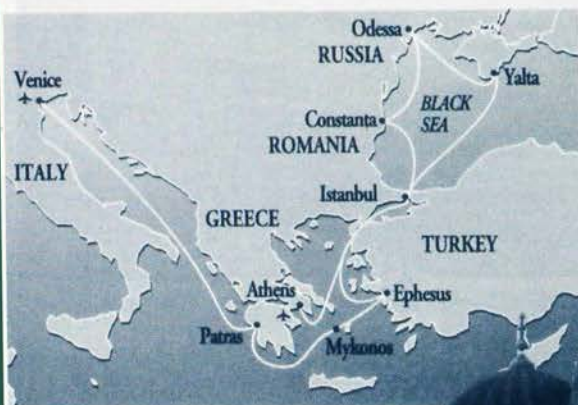 Odessa
RUSSIA
Yalta
Venice
BLACK
SEA
Constanta
ROMANIA
ITALY
Istanbul
GREECE
TURKEY
Athens
Ephesus
Patras
Mykonos